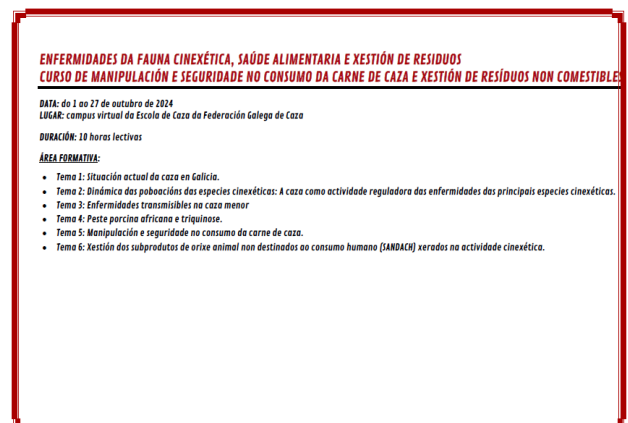 ENFERMIDADES DA FAUNA CINEXÉTICA, SAÚDE ALIMENTARIA E XESTIÓN DE RESIDUOS
CURSO DE MANIPULACIÓN E SEGURIDADE NO CONSUMO DA CARNE DE CAZA E XESTIÓN DE RESÍDUOS NON COMESTIBLES
DATA: do 1 ao 27 de outubro de 2024
LUGAR: campus virtual da Escola de Caza da Federación Galega de Caza
DURACIÓN: 10 horas lectivas
ÁREA FORMATIVA:
• Tema 1: Situación actual da caza en Galicia.
• Tema 2: Dinámica das poboacións das especies cinexéticas: A caza como actividade reguladora das enfermidades das principais especies cinexéticas.
• Tema 3: Enfermidades transmisibles na caza menor
• Tema 4: Peste porcina africana e triquinose.
• Tema 5: Manipulación e seguridade no consumo da carne de caza.
• Tema 6: Xestión dos subprodutos de orixe animal non destinados ao consumo humano (SANDACH) xerados na actividade cinexética.